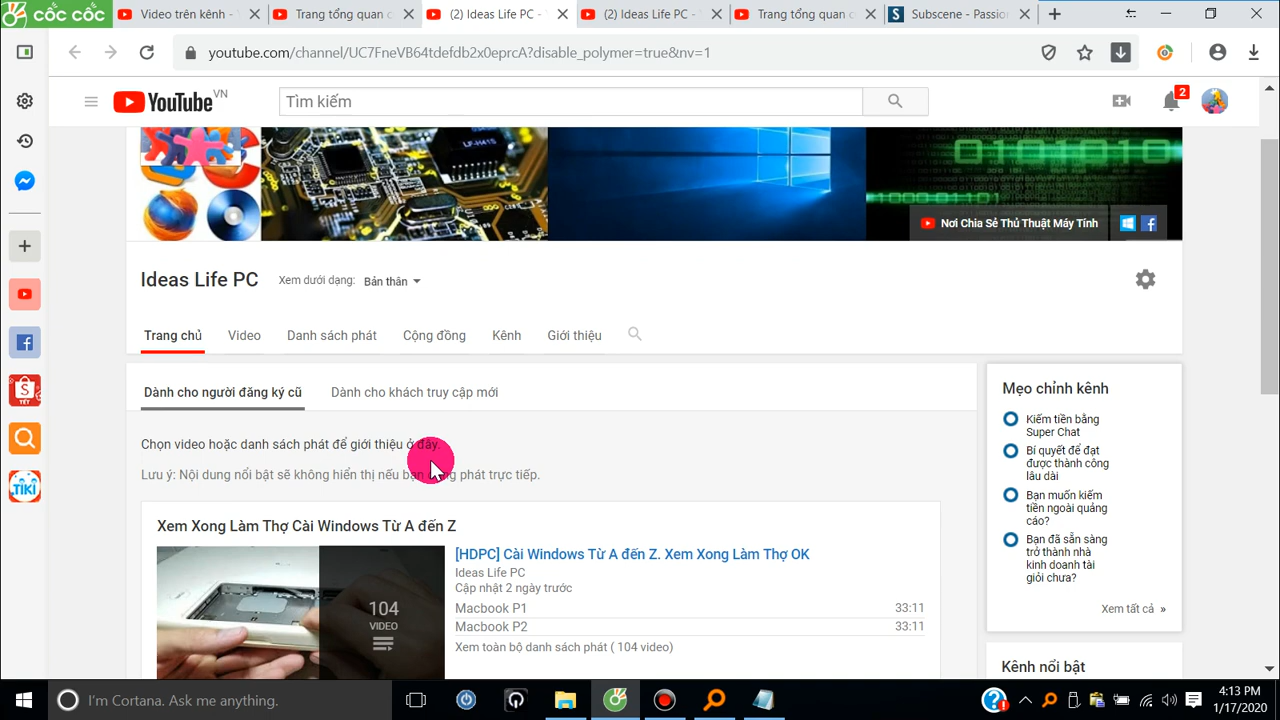 cốc cốc
Video trên kênh -
Trang tổng quan c
(2) Ideas Life PC -
(2) Ideas Life PC -
Trang tổng quan c
S
Subscene - Passion
youtube.com/channel/UC7FneVB64tdefdb2x0eprcA?disable_polymer=true&nv=1
YouTube VN
Tìm kiếm
2
LF-H41S
0101010
Nơi Chia Sẻ Thủ Thuật Máy Tính
Ideas Life PC
Xem dưới dạng:
Bản thân
Trang chủ
Video
Danh sách phát
Cộng đồng
Kênh
Giới thiệu
Dành cho người đăng ký cũ
Dành cho khách truy cập mới
Chọn video hoặc danh sách phát để giới thiệu ở đây.
Lưu ý: Nội dung nổi bật sẽ không hiển thị nếu bạn đang phát trực tiếp.
Xem Xong Làm Thợ Cài Windows Từ A đến Z
104
VIDEO
[HDPC] Cài Windows Từ A đến Z. Xem Xong Làm Thợ OK
Ideas Life PC
Cập nhật 2 ngày trước
Macbook P1 33:11
Macbook P2 33:11
Xem toàn bộ danh sách phát ( 104 video)
Mẹo chỉnh kênh
Kiếm tiền bằng
Super Chat
Bí quyết để đạt
được thành công
lâu dài
Bạn muốn kiếm
tiền ngoài quảng
cáo?
Bạn đã sẵn sàng
trở thành nhà
kinh doanh tài
giỏi chưa?
Xem tất cả »
Kênh nổi bật
TẾT
TIKI
I'm Cortana. Ask me anything.
4:13 PM
1/17/2020